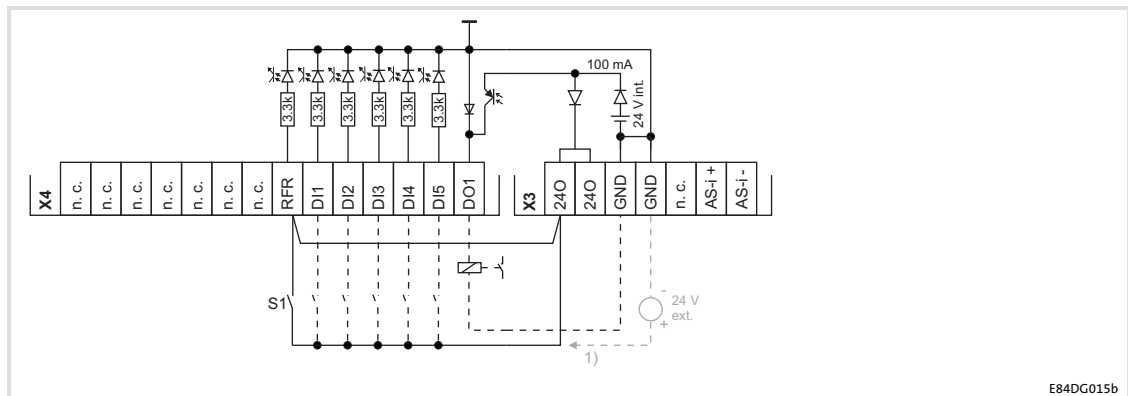 100 mA
24 V int.
3.3k 3.3k 3.3k 3.3k 3.3k 3.3k
X4 n. c. n. c. n. c. n. c. n. c. n. c. n. c. RFR DI1 DI2 DI3 DI4 DI5 DO1
X3 24O 24O GND GND n. c. AS-i + AS-i -
S1
-
24 V
+ ext.
1)
E84DG015b